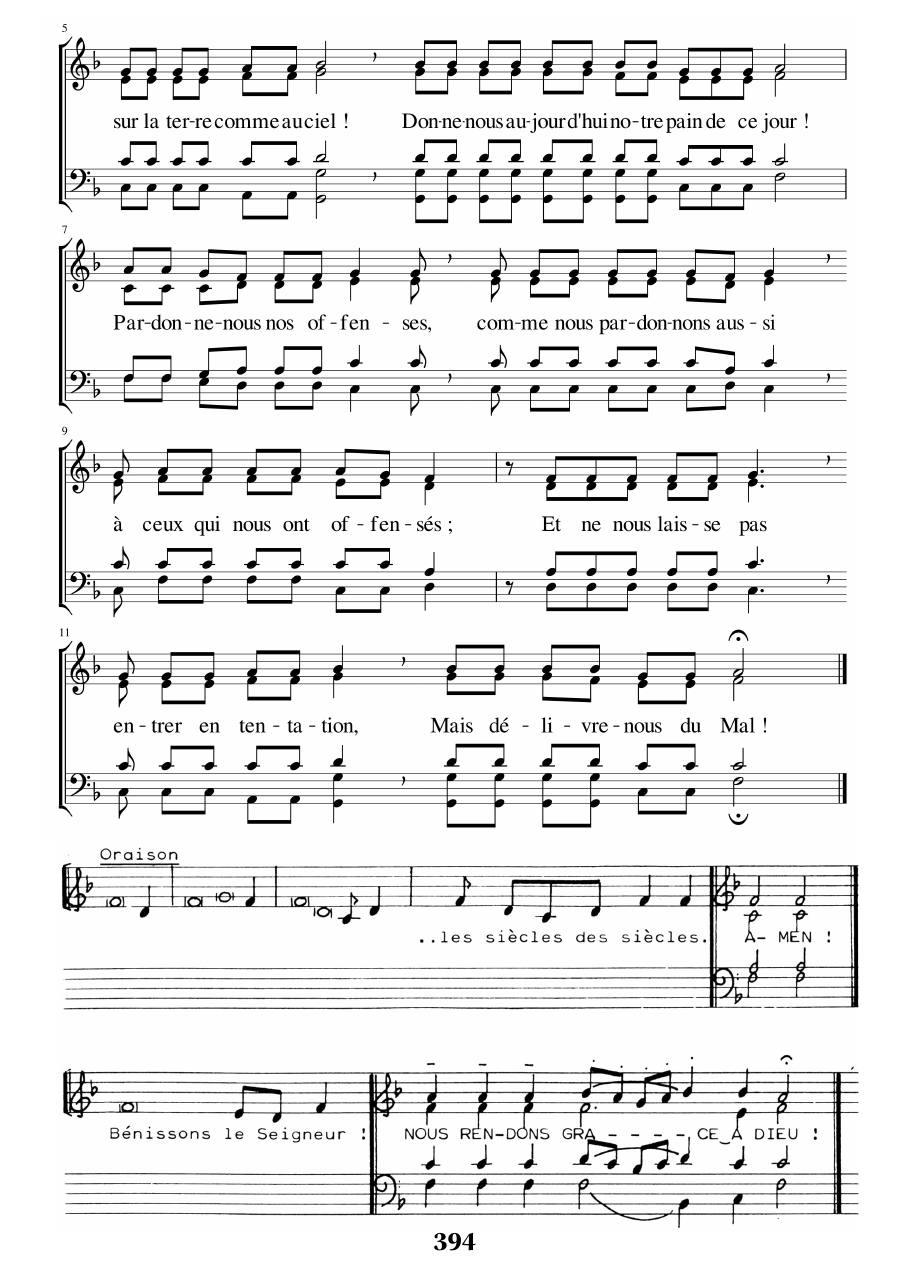 5
sur la ter-re comme au ciel ! Don-ne-nous au-jourd'hui no-tre pain de ce jour !
7
Par-don-ne-nous nos of-fen - ses, com-me nous par-don-nons aus-si
9
à ceux qui nous ont of - fen - sés ; Et ne nous lais - se pas
11
en - trer en ten - ta - tion, Mais dé - li - vre - nous du Mal !
Oraison
..les siècles des siècles. A- MEN !
Bénissons le Seigneur ! NOUS REN-DONS GRA - - - - CE A DIEU !
394